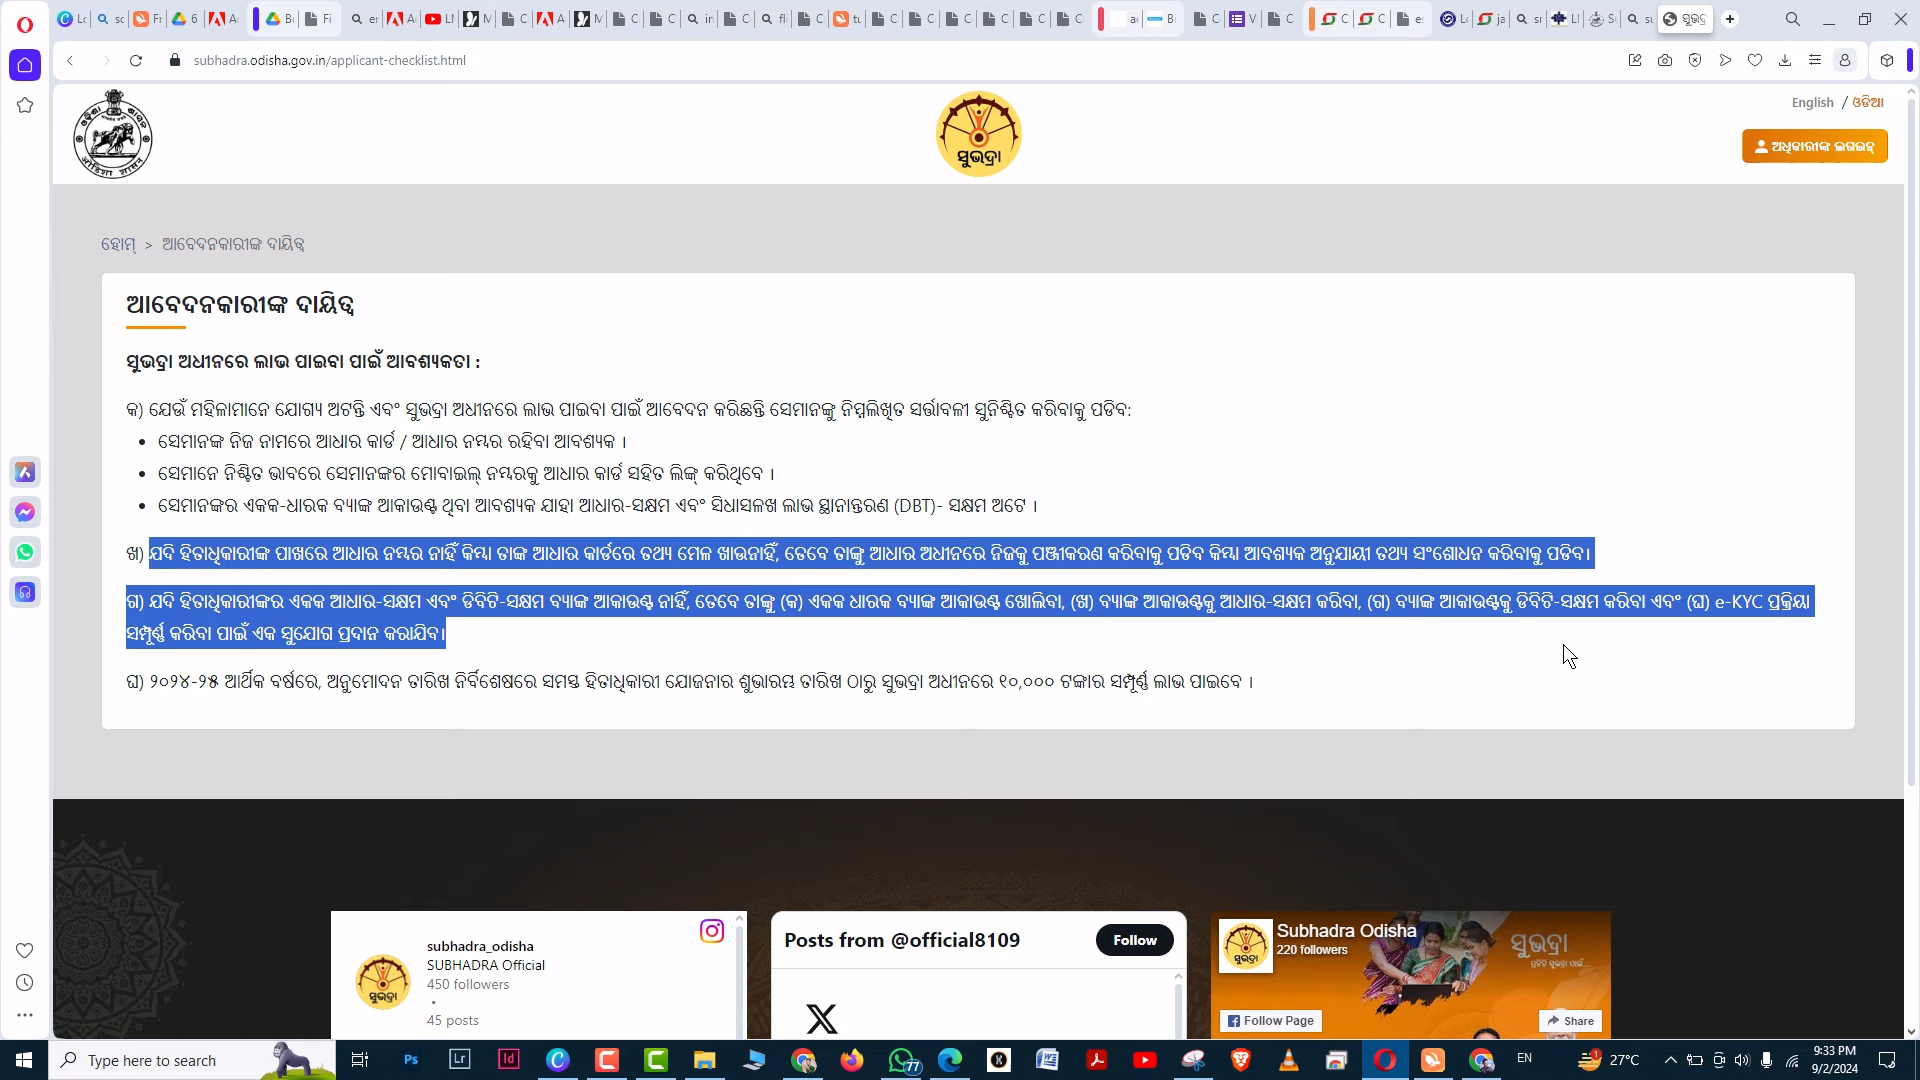 subhadra.odisha.gov.in/applicant-checklist.html
English / ଓଡିଆ
ସୁଭଦ୍ରା
ଅଧିକାରୀଙ୍କ ଲଗଇନ୍
ହୋମ୍ > ଆବେଦନକାରୀଙ୍କ ଦାୟିତ୍ୱ
ଆବେଦନକାରୀଙ୍କ ଦାୟିତ୍ୱ
ସୁଭଦ୍ରା ଅଧୀନରେ ଲାଭ ପାଇବା ପାଇଁ ଆବଶ୍ୟକତା :
କ) ଯେଉଁ ମହିଳାମାନେ ଯୋଗ୍ୟ ଅଟନ୍ତି ଏବଂ ସୁଭଦ୍ରା ଅଧୀନରେ ଲାଭ ପାଇବା ପାଇଁ ଆବେଦନ କରିଛନ୍ତି ସେମାନଙ୍କୁ ନିମ୍ନଲିଖିତ ସର୍ତ୍ତାବଳୀ ସୁନିଶ୍ଚିତ କରିବାକୁ ପଡିବ:
• ସେମାନଙ୍କ ନିଜ ନାମରେ ଆଧାର କାର୍ଡ / ଆଧାର ନମ୍ବର ରହିବା ଆବଶ୍ୟକ ।
• ସେମାନେ ନିଶ୍ଚିତ ଭାବରେ ସେମାନଙ୍କର ମୋବାଇଲ୍ ନମ୍ବରକୁ ଆଧାର କାର୍ଡ ସହିତ ଲିଙ୍କ୍ କରିଥିବେ ।
• ସେମାନଙ୍କର ଏକକ-ଧାରକ ବ୍ୟାଙ୍କ ଆକାଉଣ୍ଟ ଥିବା ଆବଶ୍ୟକ ଯାହା ଆଧାର-ସକ୍ଷମ ଏବଂ ସିଧାସଳଖ ଲାଭ ସ୍ଥାନାନ୍ତରଣ (DBT)- ସକ୍ଷମ ଅଟେ ।
ଖ) ଯଦି ହିତାଧିକାରୀଙ୍କ ପାଖରେ ଆଧାର ନମ୍ବର ନାହିଁ କିମ୍ବା ତାଙ୍କ ଆଧାର କାର୍ଡରେ ତଥ୍ୟ ମେଳ ଖାଉନାହିଁ, ତେବେ ତାଙ୍କୁ ଆଧାର ଅଧୀନରେ ନିଜକୁ ପଞ୍ଜୀକରଣ କରିବାକୁ ପଡିବ କିମ୍ବା ଆବଶ୍ୟକ ଅନୁଯାୟୀ ତଥ୍ୟ ସଂଶୋଧନ କରିବାକୁ ପଡିବ।
ଗ) ଯଦି ହିତାଧିକାରୀଙ୍କର ଏକକ ଆଧାର-ସକ୍ଷମ ଏବଂ ଡିବିଟି-ସକ୍ଷମ ବ୍ୟାଙ୍କ ଆକାଉଣ୍ଟ ନାହିଁ, ତେବେ ତାଙ୍କୁ (କ) ଏକକ ଧାରକ ବ୍ୟାଙ୍କ ଆକାଉଣ୍ଟ ଖୋଲିବା, (ଖ) ବ୍ୟାଙ୍କ ଆକାଉଣ୍ଟକୁ ଆଧାର-ସକ୍ଷମ କରିବା, (ଗ) ବ୍ୟାଙ୍କ ଆକାଉଣ୍ଟକୁ ଡିବିଟି-ସକ୍ଷମ କରିବା ଏବଂ (ଘ) e-KYC ପ୍ରକ୍ରିୟା
ସମ୍ପୂର୍ଣ୍ଣ କରିବା ପାଇଁ ଏକ ସୁଯୋଗ ପ୍ରଦାନ କରାଯିବ।
ଘ) ୨୦୨୪-୨୫ ଆର୍ଥିକ ବର୍ଷରେ, ଅନୁମୋଦନ ତାରିଖ ନିର୍ବିଶେଷରେ ସମସ୍ତ ହିତାଧିକାରୀ ଯୋଜନାର ଶୁଭାରମ୍ଭ ତାରିଖ ଠାରୁ ସୁଭଦ୍ରା ଅଧୀନରେ ୧୦,୦୦୦ ଟଙ୍କାର ସମ୍ପୂର୍ଣ୍ଣ ଲାଭ ପାଇବେ ।
subhadra_odisha
SUBHADRA Official
450 followers
•
45 posts
ସୁଭଦ୍ରା
Posts from @official8109
Follow
Subhadra Odisha
220 followers
ସୁଭଦ୍ରା
ସୁଭଦ୍ରା
Follow Page
Share
Type here to search
77
EN
27°C
9:33 PM
9/2/2024